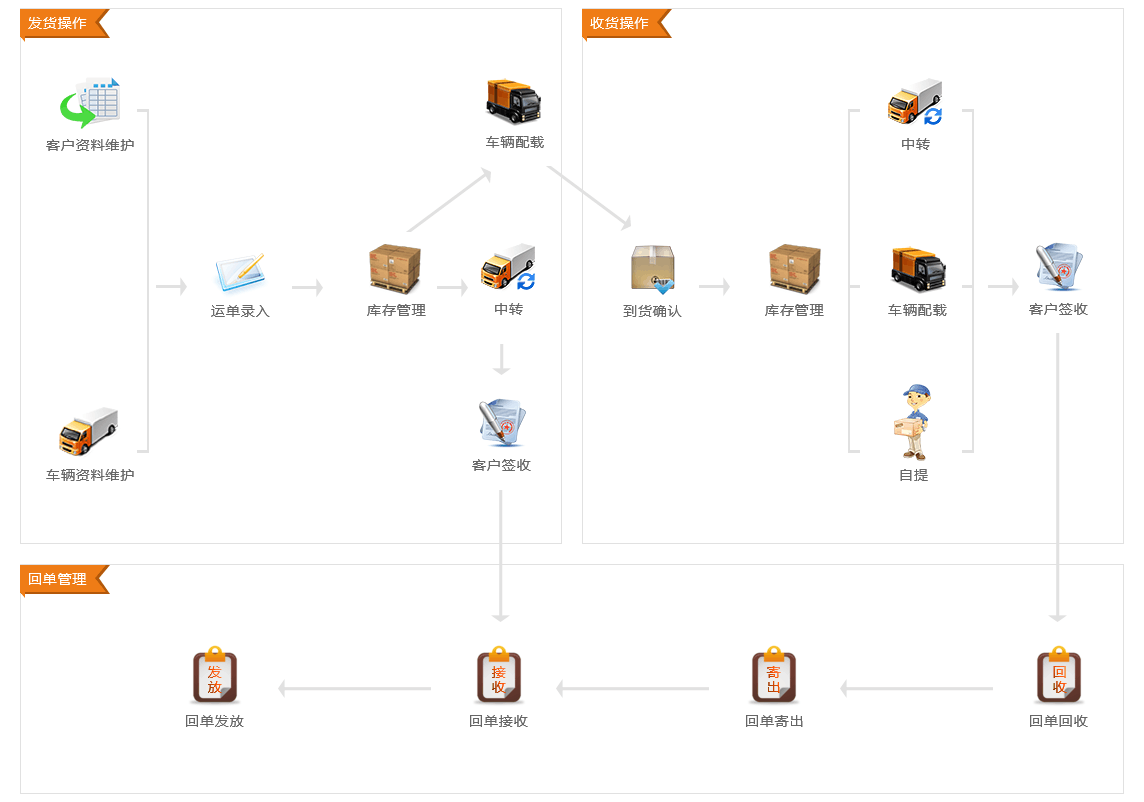 发货操作
客户资料维护
车辆配载
运单录入
库存管理
中转
车辆资料维护
客户签收
收货操作
中转
到货确认
库存管理
车辆配载
客户签收
自提
回单管理
发放
接收
寄出
回收
回单发放
回单接收
回单寄出
回单回收